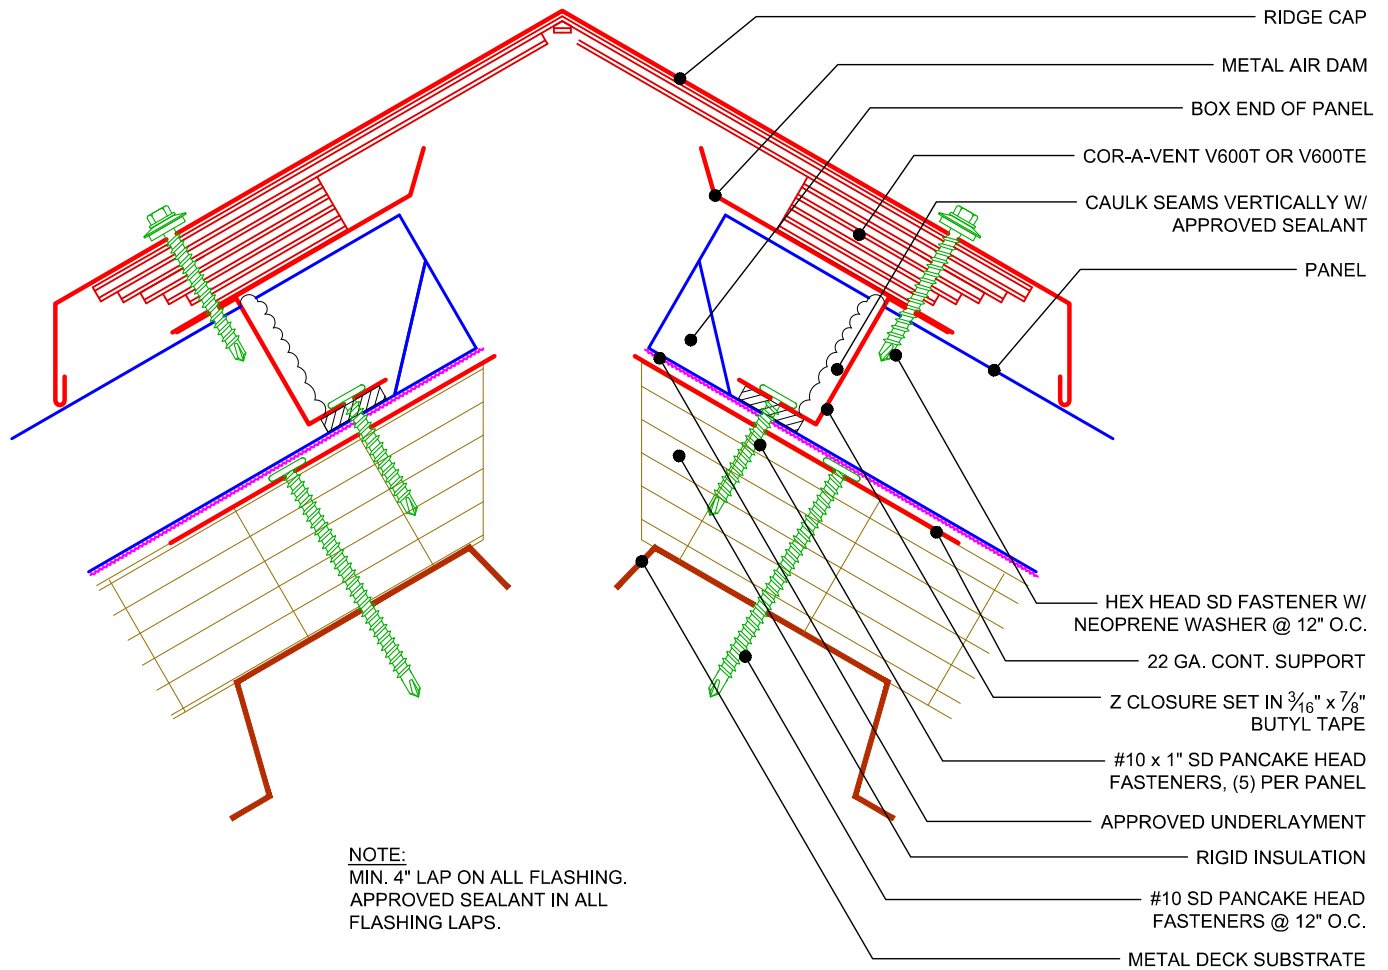 RIDGE CAP
METAL AIR DAM
BOX END OF PANEL
COR-A-VENT V600T OR V600TE
CAULK SEAMS VERTICALLY W/
APPROVED SEALANT
PANEL
HEX HEAD SD FASTENER W/
NEOPRENE WASHER @ 12" O.C.
22 GA. CONT. SUPPORT
Z CLOSURE SET IN 3/16" x 7/8"
BUTYL TAPE
#10 x 1" SD PANCAKE HEAD
FASTENERS, (5) PER PANEL
APPROVED UNDERLAYMENT
RIGID INSULATION
#10 SD PANCAKE HEAD
FASTENERS @ 12" O.C.
METAL DECK SUBSTRATE
NOTE:
MIN. 4" LAP ON ALL FLASHING.
APPROVED SEALANT IN ALL
FLASHING LAPS.